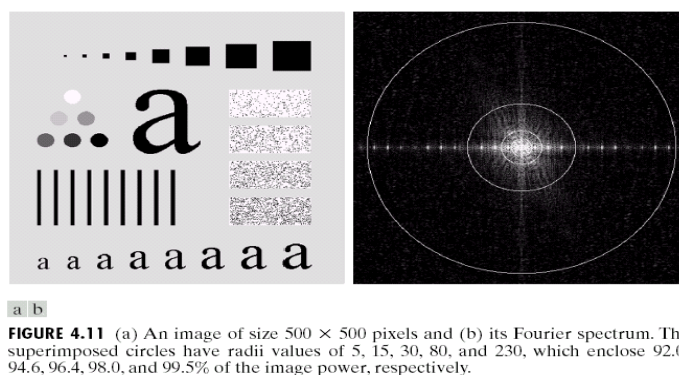 a
a a a a a a a a
a b
FIGURE 4.11 (a) An image of size 500 × 500 pixels and (b) its Fourier spectrum. Th
superimposed circles have radii values of 5, 15, 30, 80, and 230, which enclose 92.0
94.6, 96.4, 98.0, and 99.5% of the image power, respectively.